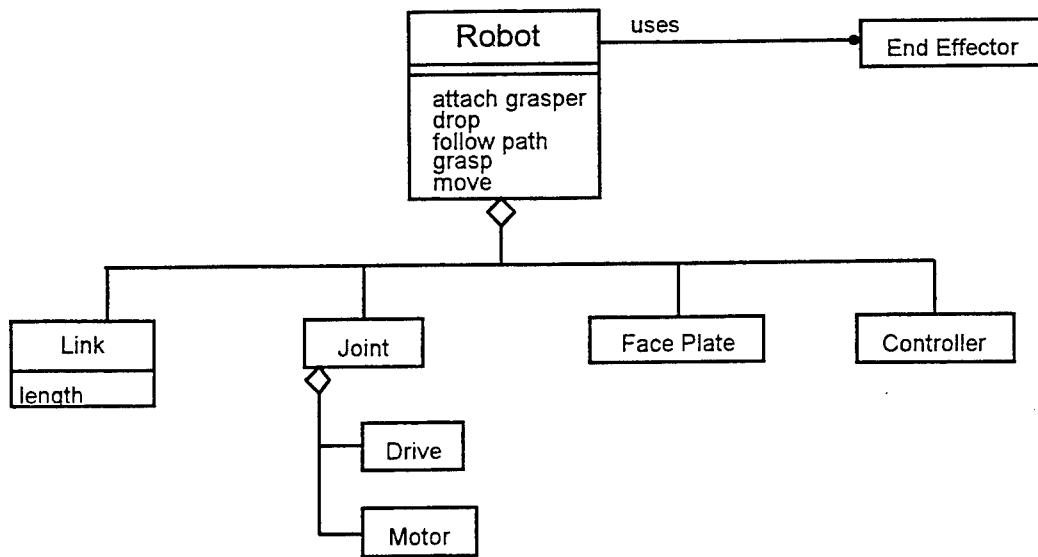 Robot
uses
End Effector
attach grasper
drop
follow path
grasp
move
Link
Joint
Face Plate
Controller
length
Drive
Motor